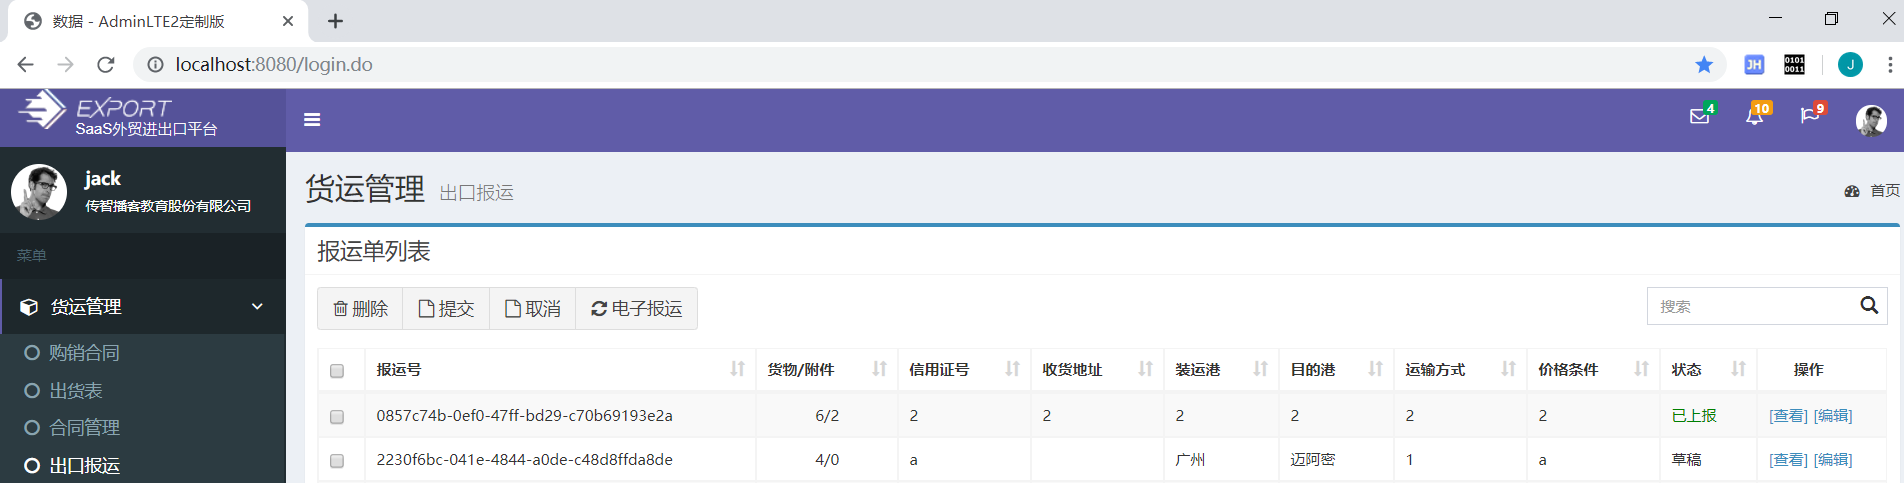 数据 - AdminLTE2定制版
localhost:8080/login.do
JH
0101
0011
J
EXPORT
SaaS外贸进出口平台
4
10
9
jack
传智播客教育股份有限公司
菜单
货运管理
购销合同
出货表
合同管理
出口报运
货运管理 出口报运
首页
报运单列表
删除 提交 取消 电子报运
搜索
报运号 货物/附件 信用证号 收货地址 装运港 目的港 运输方式 价格条件 状态 操作
0857c74b-0ef0-47ff-bd29-c70b69193e2a 6/2 2 2 2 2 2 2 已上报 [查看] [编辑]
2230f6bc-041e-4844-a0de-c48d8ffda8de 4/0 a 广州 迈阿密 1 a 草稿 [查看] [编辑]